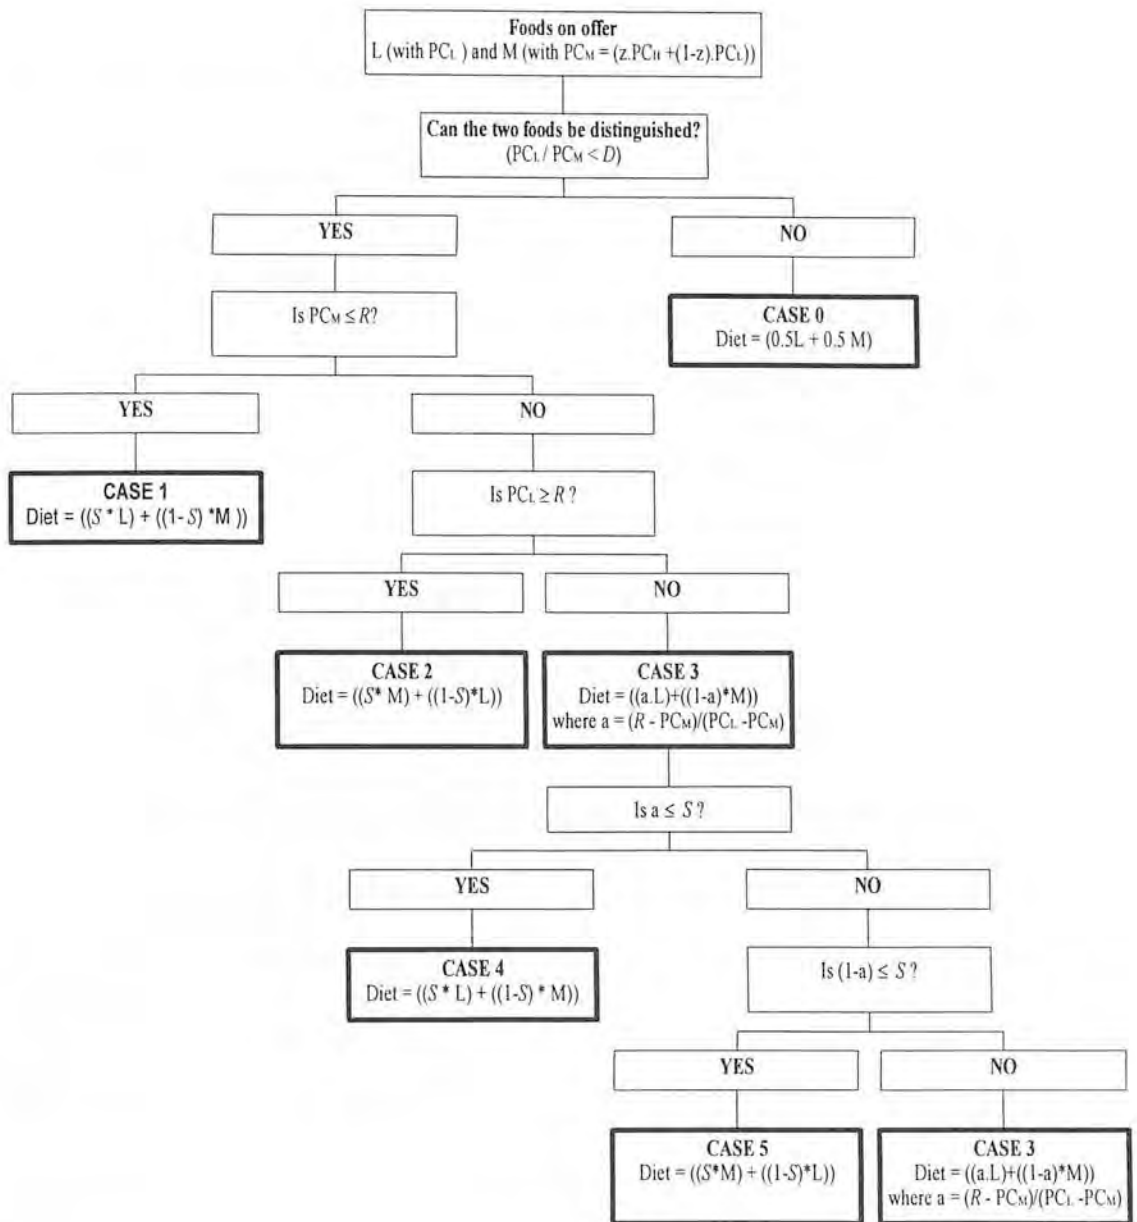 Foods on offer
L (with PCL ) and M (with PCM = (z.PCH +(1-z).PCL))
Can the two foods be distinguished?
(PCL / PCM < D)
YES
NO
Is PCM ≤ R?
CASE 0
Diet = (0.5L + 0.5 M)
YES
NO
CASE 1
Diet = ((S * L) + ((1- S) *M ))
Is PCL ≥ R ?
YES
NO
CASE 2
Diet = ((S* M) + ((1-S)*L))
CASE 3
Diet = ((a.L)+((1-a)*M))
where a = (R - PCM)/(PCL -PCM)
Is a ≤ S ?
YES
NO
CASE 4
Diet = ((S * L) + ((1-S) * M))
Is (1-a) ≤ S ?
YES
NO
CASE 5
Diet = ((S*M) + ((1-S)*L))
CASE 3
Diet = ((a.L)+((1-a)*M))
where a = (R - PCM)/(PCL -PCM)